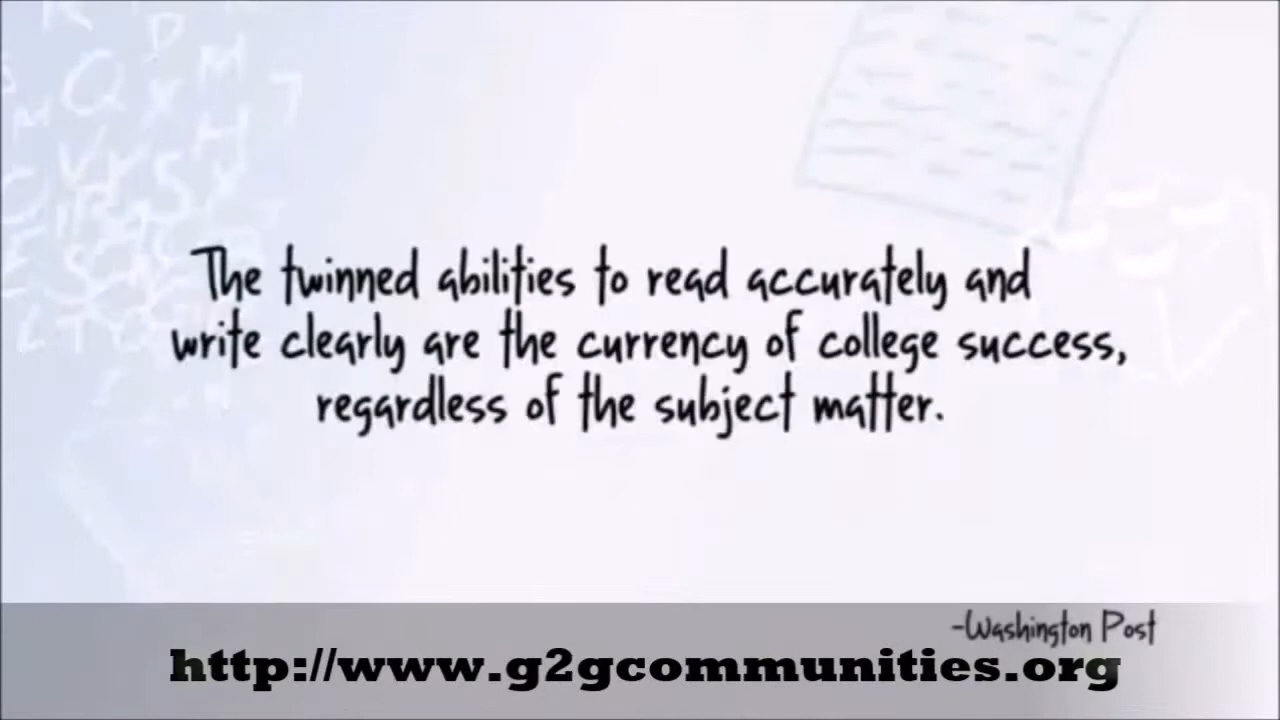 The twinned abilities to read accurately and
write clearly are the currency of college success,
regardless of the subject matter.
-Washington Post
http://www.g2gcommunities.org